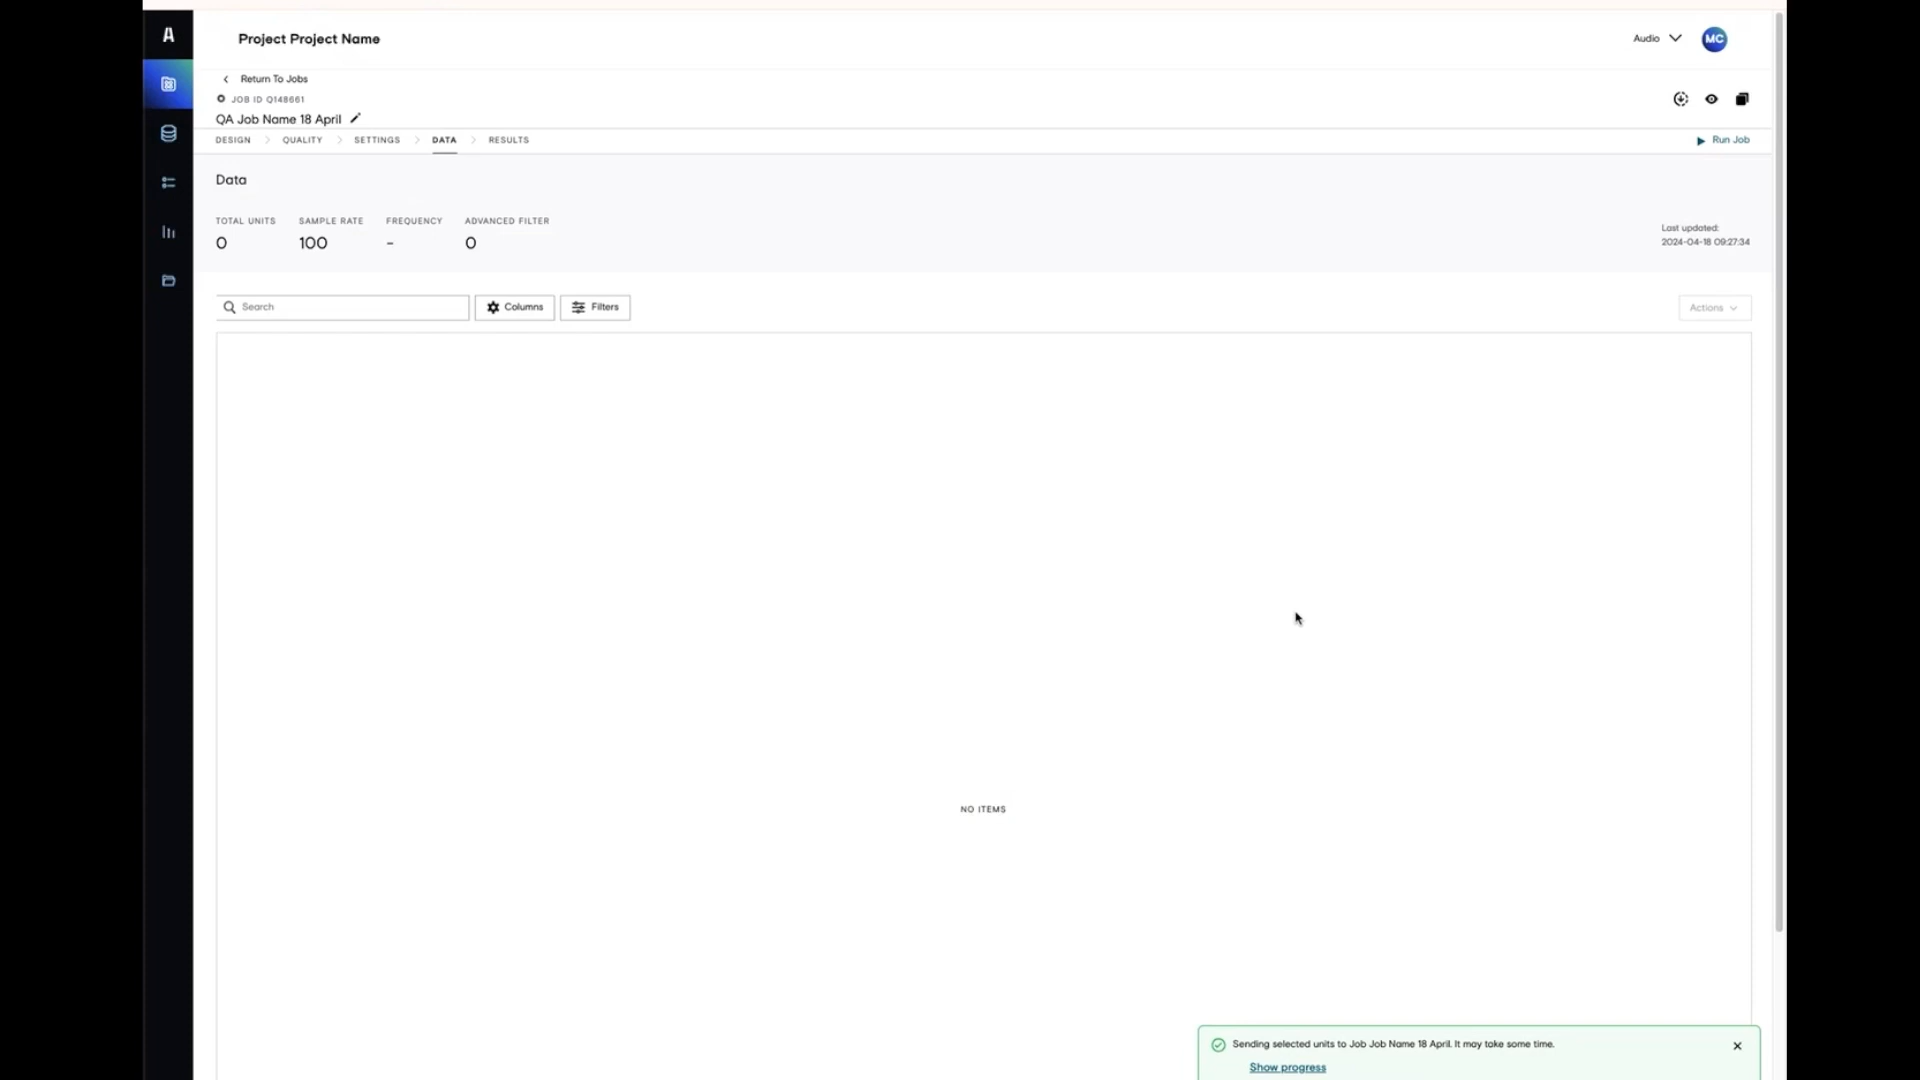 A
Project Project Name
Audio
MC
Return To Jobs
JOB ID Q148661
QA Job Name 18 April
DESIGN
QUALITY
SETTINGS
DATA
RESULTS
Run Job
Data
TOTAL UNITS
SAMPLE RATE
FREQUENCY
ADVANCED FILTER
0
100
-
0
Last updated:
2024-04-18 09:27:34
Search
Columns
Filters
Actions
NO ITEMS
Sending selected units to Job Job Name 18 April. It may take some time.
Show progress